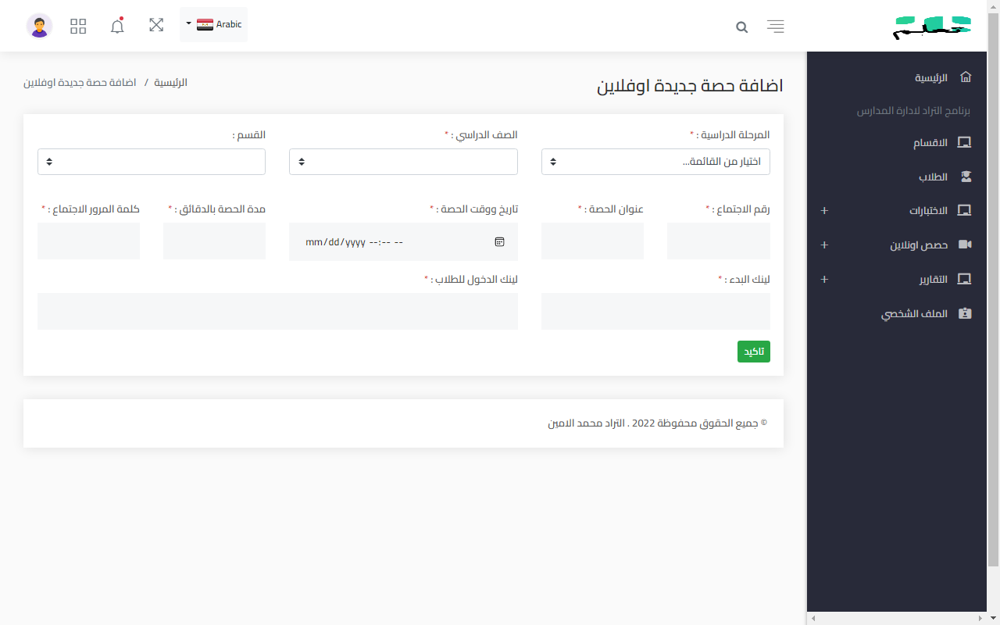 Arabic
الرئيسية
برنامج التراد لادارة المدارس
الاقسام
الطلاب
الاختبارات +
حصص اونلاين +
التقارير +
الملف الشخصي
اضافة حصة جديدة اوفلاين
الرئيسية / اضافة حصة جديدة اوفلاين
المرحلة الدراسية : * الصف الدراسي : * القسم :
اختيار من القائمة...
رقم الاجتماع : * عنوان الحصة : * تاريخ ووقت الحصة : * مدة الحصة بالدقائق : * كلمة المرور الاجتماع : *
mm/dd/yyyy --:-- --
لينك البدء : * لينك الدخول للطلاب : *
تاكيد
© جميع الحقوق محفوظة 2022 . التراد محمد الامين